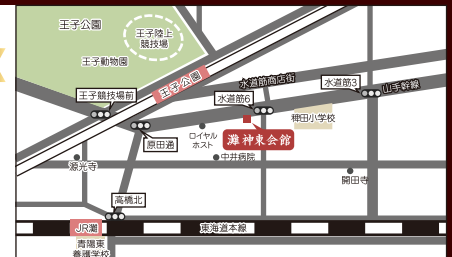 王子公園
王子陸上
競技場
王子動物園
王子公園
水道筋商店街
水道筋3
山手幹線
王子競技場前
水道筋6
稗田小学校
原田通
ロイヤル
ホスト
灘神東会館
中井病院
源光寺
開田寺
高橋北
JR灘
東海道本線
青陽東
養護学校